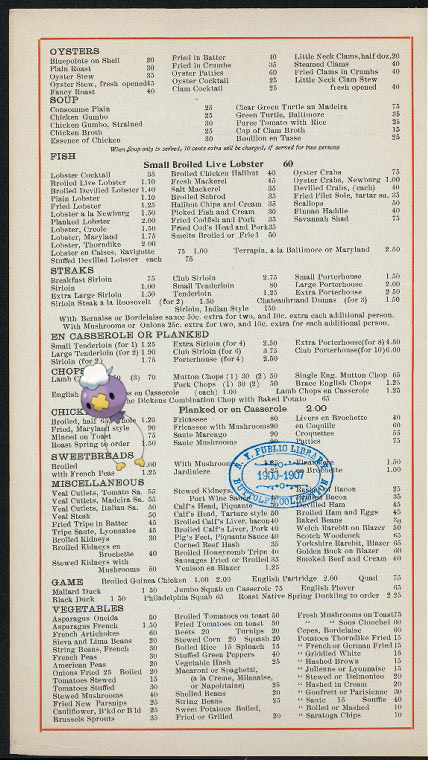 OYSTERS
Bluepoints on Shell 20
Plain Roast 30
Oyster Stew 35
Oyster Stew, fresh opened 45
Fancy Roast 40
Fried in Batter 40
Fried in Crumbs 35
Oyster Patties 60
Oyster Cocktail 25
Clam Cocktail 25
Little Neck Clams, half doz. 20
Steamed Clams 40
Fried Clams in Crumbs 40
Little Neck Clam Stew
fresh opened 40
SOUP
Consomme Plain 25
Chicken Gumbo 25
Chicken Gumbo, Strained 30
Chicken Broth 25
Essence of Chicken 30
Clear Green Turtle au Madeira 75
Green Turtle, Baltimore 35
Puree Tomato with Rice 25
Cup of Clam Broth 15
Bouillon en Tasse 25
When Soup only is served, 10 cents extra will be charged, if served for two persons
FISH
Small Broiled Live Lobster 60
Lobster Cocktail 35
Broiled Live Lobster 1.10
Broiled Deviled Lobster 1.40
Plain Lobster 1.10
Fried Lobster 1.25
Lobster a la Newburg 1.50
Planked Lobster 2.00
Lobster, Creole 1.50
Lobster, Maryland 1.75
Lobster, Thorndike 2 00
Lobster en Caises, Ravigotte 75 1.00
Stuffed Devilled Lobster each 75
Broiled Chicken Halibut 40
Fresh Mackerel 45
Salt Mackerel 35
Broiled Schrod 35
Halibut Chips and Cream 35
Picked Fish and Cream 30
Fried Codfish and Pork 35
Fried Cod's Head and Pork 35
Smelts Broiled or Fried 50
Oyster Crabs 75
Oyster Crabs, Newburg 1.00
Devilled Crabs, (each) 40
Fried Filet Sole, tartar sa. 35
Scallops 50
Finnan Haddie 40
Savannah Shad 75
Terrapin, a la Baltimore or Maryland 2.50
STEAKS
Breakfast Sirloin 75
Sirloin 1.00
Extra Large Sirloin 1.50
Sirloin Steak a la Roosevelt (for 2) 1.50
Club Sirloin 2.75
Small Tenderloin 80
Tenderloin 1.25
Chateaubriand Dumas (for 3) 1.50
Sirloin, Italian Style 150
Small Porterhouse 1.50
Large Porterhouse 2.00
Extra Porterhouse 2.50
With Bernaise or Bordelaise sauce 50c. extra for two, and 10c. extra each additional person.
With Mushrooms or Onions 25c. extra for two, and 10c. extra for each additional person.
EN CASSEROLE OR PLANKED
Small Tenderloin (for 1) 1.25
Large Tenderloin (for 2) 1.90
Sirloin (for 2) 1.75
Extra Sirloin (for 4) 2.50
Club Sirloin (for 6) 3.75
Porterhouse (for 4) 2.50
Extra Porterhouse (for 8) 4.50
Club Porterhouse (for 10) 6.00
CHOPS
Lamb (3) 70
English en Casserole (each) 1.00
Mutton Chops (1) 30 (2) 50
Pork Chops (1) 30 (2) 50
Single Eng. Mutton Chop 65
Brace English Chops 1.25
Lamb Chops en Casserole 1.25
Dickens Combination Chop with Baked Potato 65
CHICK
Planked or en Casserole 2.00
Broiled, half whole 1.25
Fried, Maryland style 90
Minced on Toast 75
Roast Spring to order 1.50
Fricassee 80
Fricassee with Mushrooms 90
Saute Marengo 90
Saute Mushrooms 90
Livers en Brochette 40
en Coquille 60
Croquettes 55
Patties 75
SWEETBREADS
Broiled .00
with French Peas 1.25
With Mushrooms
Jardiniere
en Brochette 1.00
N. Y. PUBLIC LIBRARY
1900-1907
BUTTOLPH COLLECTION
MISCELLANEOUS
Veal Cutlets, Tomato Sa. 55
Veal Cutlets, Madeira Sa. 55
Veal Cutlets, Italian Sa. 50
Veal Steak 50
Fried Tripe in Batter 45
Tripe Saute, Lyonnaise 45
Broiled Kidneys 30
Broiled Kidneys en
Brochette 40
Stewed Kidneys with
Mushrooms 50
Stewed Kidneys,
Port Wine Sauce
Calf's Head, Piquante
Calf's Head, Tartare style 50
Broiled Calf's Liver, bacon 40
Broiled Calf's Liver, Pork 40
Pig's Feet, Piquante Sauce 40
Corned Beef Hash 35
Broiled Honeycomb Tripe 40
Sausages Fried or Broiled 35
Venison en Blazer 1.25
Bacon 25
Bacon 35
Deviled Ham 45
Broiled Ham and Eggs 50
Baked Beans
Welch Rarebit en Blazer 50
Scotch Woodcock 65
Yorkshire Rarebit, Blazer 65
Golden Buck en Blazer 60
Smoked Beef and Cream 40
GAME
Broiled Guinea Chicken 1.00 2.00
English Partridge 2.00
Quail 75
Mallard Duck 1 50
Jumbo Squab en Casserole 75
English Plover 65
Black Duck 1 50
Philadelphia Squab 65
Roast Native Spring Duckling to order 2.25
VEGETABLES
Asparagus Oneida 50
Asparagus French 1.50
French Artichokes 60
Sieva and Lima Beans 20
String Beans, French 30
French Peas 30
American Peas 20
Onions Fried 25 Boiled 20
Tomatoes Stewed 15
Tomatoes Stuffed 30
Stewed Mushrooms 40
Fried New Parsnips 25
Cauliflower, B'k'd or B'ld 25
Brussels Sprouts 35
Broiled Tomatoes on toast 50
Fried Tomatoes on toast 50
Beets 20 Turnips 20
Stewed Corn 20 Squash 20
Boiled Rice 15 Spinach 15
Stuffed Green Peppers 40
Vegetable Hash 25
Macaroni or Spaghetti,
(a la Creme, Milanaise,
or Napolitaine) 25
Shelled Beans 20
String Beans 25
Sweet Potatoes Boiled,
Fried or Grilled 20
Fresh Mushrooms on Toast 75
" " Sous Clouchel 00
Cepes, Bordelaise 60
Potatoes Thorndike Fried 15
" French or German Fried 15
" Griddled White 15
" Hashed Brown 15
" Julienne or Lyonnaise 15
" Stewed or Delmonico 20
" Hashed in Cream 20
" Gouffret or Parisienne 30
" Saute 15 Souffle 40
" Boiled or Mashed 10
" Saratoga Chips 10